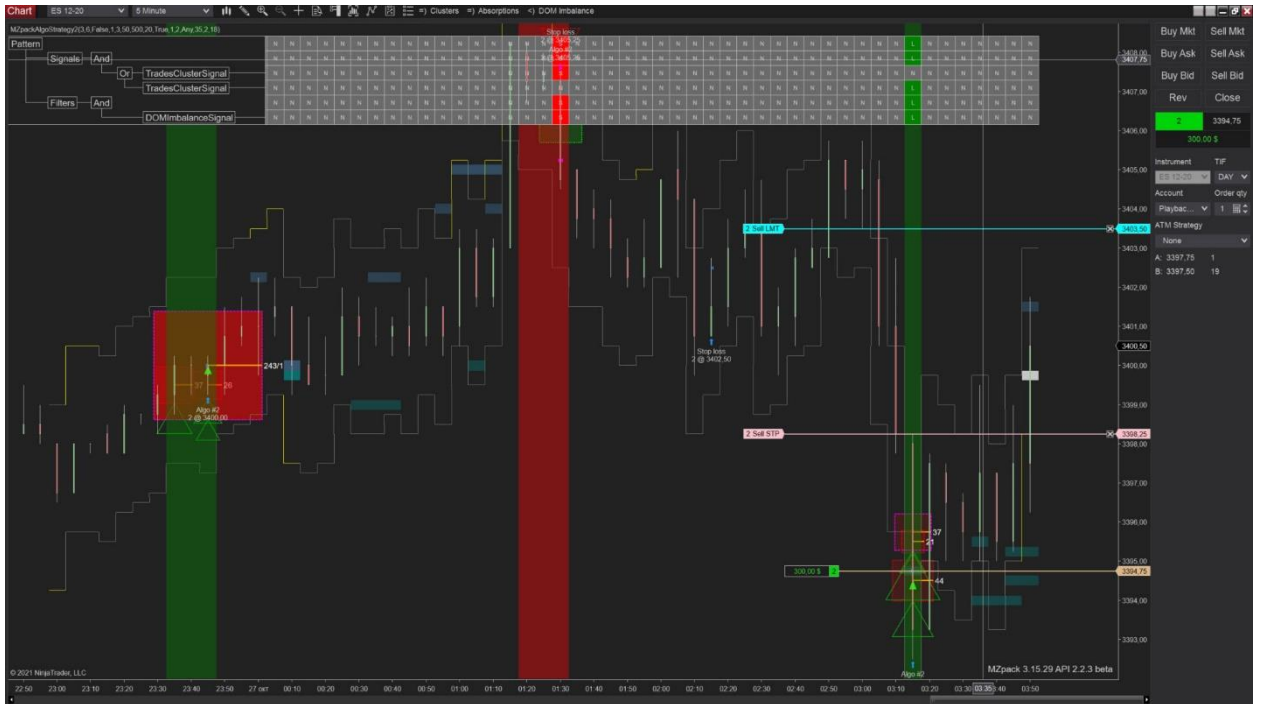 Chart ES 12-20 5 Minute =) Clusters =) Absorptions <) DOM Imbalance
MZpackAlgoStrategy2(3,6,False,1,3,50,500,20,True,1,2,Any,35,2,18)
Pattern
Signals And
Or TradesClusterSignal
TradesClusterSignal
Filters And
DOMImbalanceSignal
Stop loss
2 @ 3405,25
Buy Mkt Sell Mkt
Buy Ask Sell Ask
Buy Bid Sell Bid
Rev Close
2 3394,75
300,00 $
Instrument TIF
ES 12-20 DAY
Account Order qty
Playbac... 1
ATM Strategy
None
A: 3397,75 1
B: 3397,50 19
3408,00
3407,75
3407,00
3406,00
3405,00
3404,00
2 Sell LMT 3403,50
3403,00
3402,00
3401,00
3400,50
3400,00
3399,00
2 Sell STP 3398,25
3398,00
3397,00
3396,00
3395,00
300,00 $ 2 3394,75
3394,00
3393,00
243/1
37 26
Algo #2
2 @ 3400,00
Stop loss
2 @ 3402,50
37
21
44
Algo #2
© 2021 NinjaTrader, LLC
MZpack 3.15.29 API 2.2.3 beta
22:50 23:00 23:10 23:20 23:30 23:40 23:50 27 окт 00:10 00:20 00:30 00:40 00:50 01:00 01:10 01:20 01:30 01:40 01:50 02:00 02:10 02:20 02:30 02:40 02:50 03:00 03:10 03:20 03:30 03:35 03:50